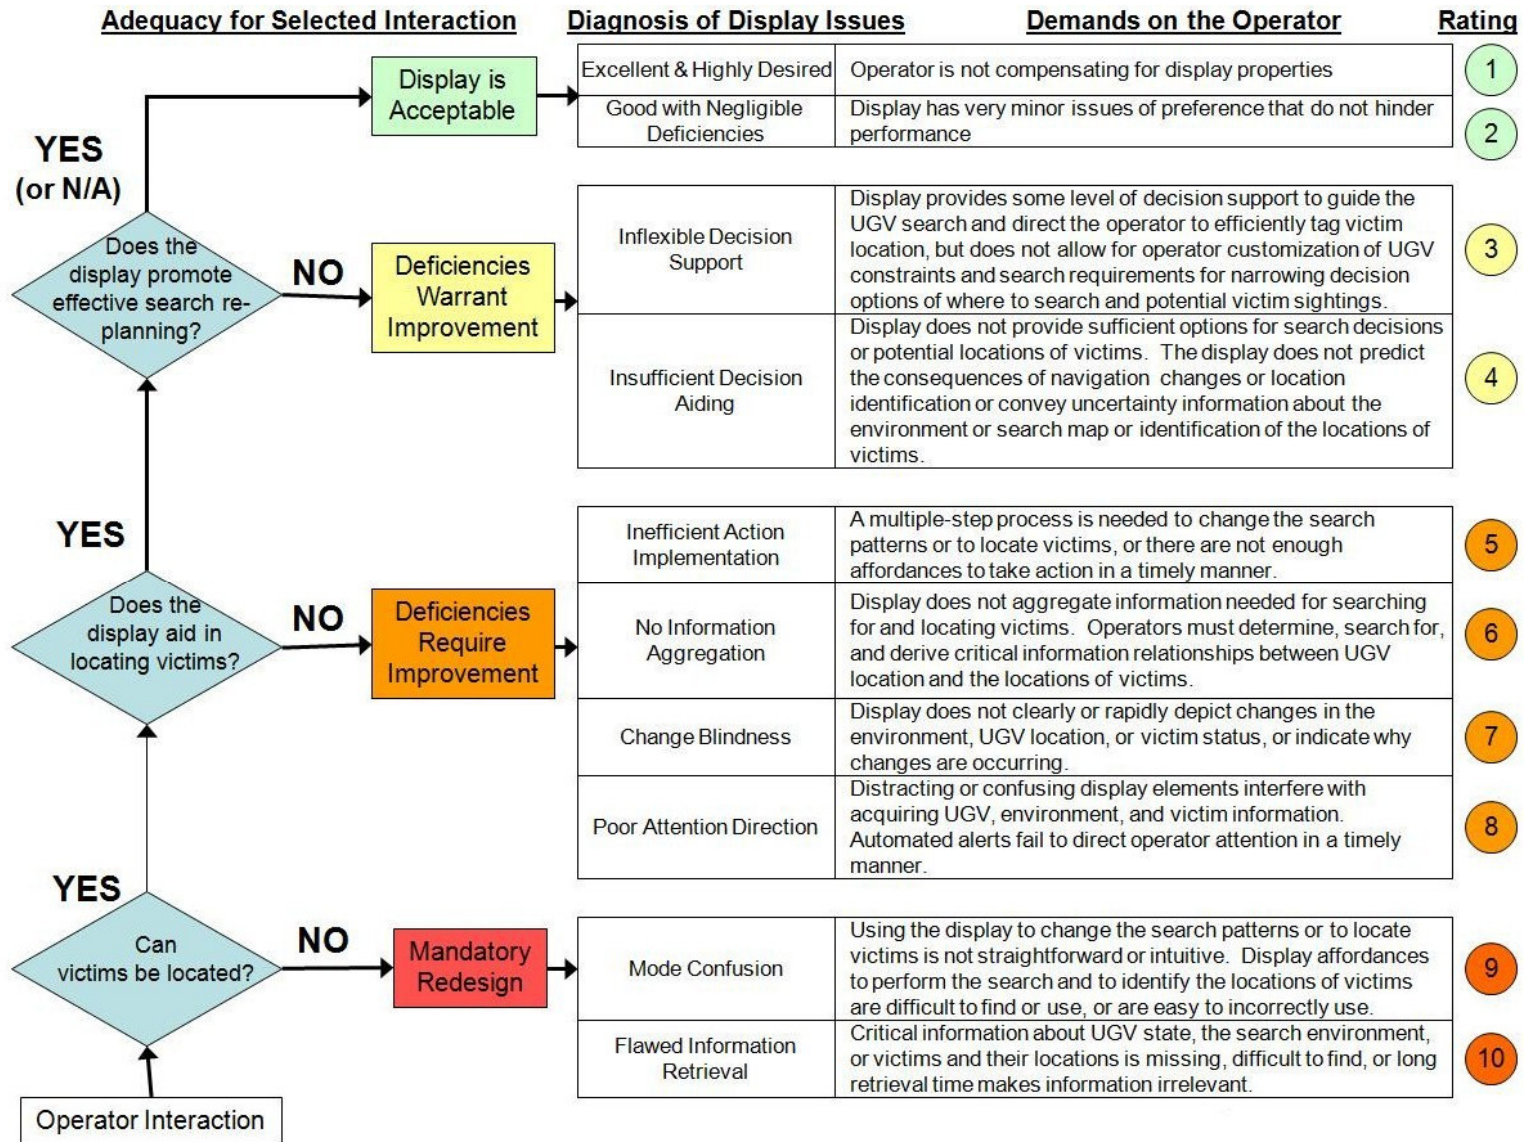 Adequacy for Selected Interaction
Diagnosis of Display Issues
Demands on the Operator
Rating
YES
(or N/A)
Display is
Acceptable
Excellent & Highly Desired
Operator is not compensating for display properties
1
Good with Negligible
Deficiencies
Display has very minor issues of preference that do not hinder
performance
2
Does the
display promote
effective search re-
planning?
NO
Deficiencies
Warrant
Improvement
Inflexible Decision
Support
Display provides some level of decision support to guide the
UGV search and direct the operator to efficiently tag victim
location, but does not allow for operator customization of UGV
constraints and search requirements for narrowing decision
options of where to search and potential victim sightings.
3
Insufficient Decision
Aiding
Display does not provide sufficient options for search decisions
or potential locations of victims. The display does not predict
the consequences of navigation changes or location
identification or convey uncertainty information about the
environment or search map or identification of the locations of
victims.
4
YES
Does the
display aid in
locating victims?
NO
Deficiencies
Require
Improvement
Inefficient Action
Implementation
A multiple-step process is needed to change the search
patterns or to locate victims, or there are not enough
affordances to take action in a timely manner.
5
No Information
Aggregation
Display does not aggregate information needed for searching
for and locating victims. Operators must determine, search for,
and derive critical information relationships between UGV
location and the locations of victims.
6
Change Blindness
Display does not clearly or rapidly depict changes in the
environment, UGV location, or victim status, or indicate why
changes are occurring.
7
Poor Attention Direction
Distracting or confusing display elements interfere with
acquiring UGV, environment, and victim information.
Automated alerts fail to direct operator attention in a timely
manner.
8
YES
Can
victims be located?
NO
Mandatory
Redesign
Mode Confusion
Using the display to change the search patterns or to locate
victims is not straightforward or intuitive. Display affordances
to perform the search and to identify the locations of victims
are difficult to find or use, or are easy to incorrectly use.
9
Flawed Information
Retrieval
Critical information about UGV state, the search environment,
or victims and their locations is missing, difficult to find, or long
retrieval time makes information irrelevant.
10
Operator Interaction